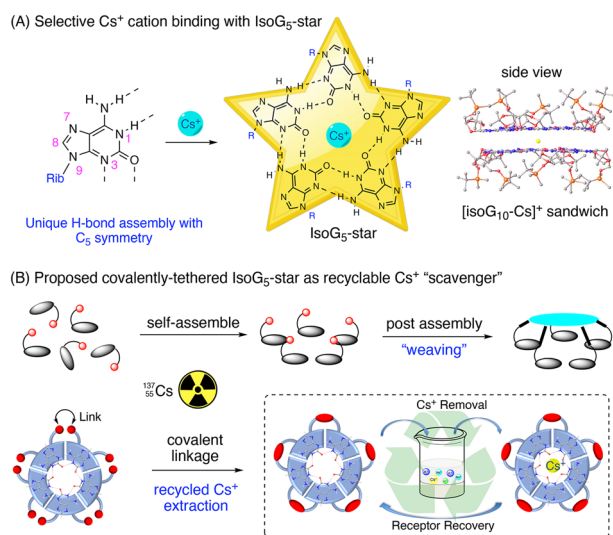 (A) Selective Cs⁺ cation binding with IsoG₅-star
side view
R
N
N
N
N
H
H
O
N
H
N
H
7
8
N
N
N
1
H
N
3
O
9
Rib
Cs⁺
Cs⁺
R
R
R
R
Unique H-bond assembly with
C₅ symmetry
IsoG₅-star
[isoG₁₀-Cs]⁺ sandwich
(B) Proposed covalently-tethered IsoG₅-star as recyclable Cs⁺ “scavenger”
self-assemble
post assembly
“weaving”
¹³⁷₅₅Cs
Link
covalent
linkage
recycled Cs⁺
extraction
Cs⁺ Removal
Cs⁺
Receptor Recovery